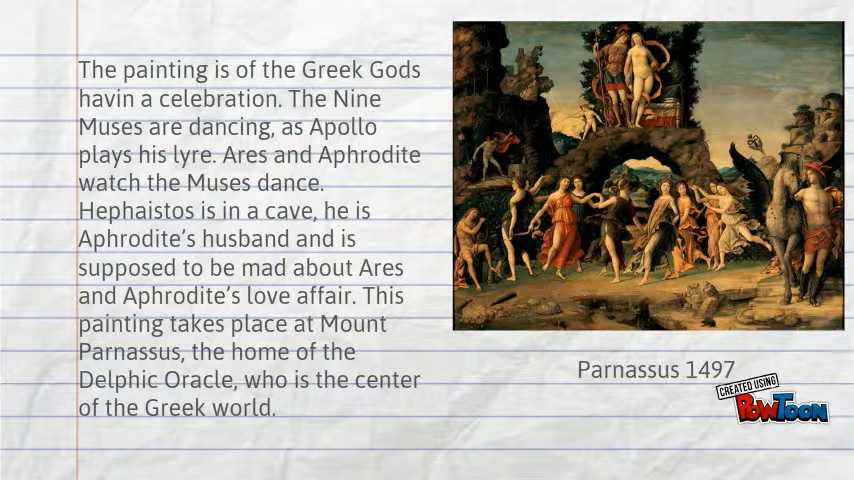 The painting is of the Greek Gods
havin a celebration. The Nine
Muses are dancing, as Apollo
plays his lyre. Ares and Aphrodite
watch the Muses dance.
Hephaistos is in a cave, he is
Aphrodite’s husband and is
supposed to be mad about Ares
and Aphrodite’s love affair. This
painting takes place at Mount
Parnassus, the home of the
Delphic Oracle, who is the center
of the Greek world.
Parnassus 1497
CREATED USING
POWTOON